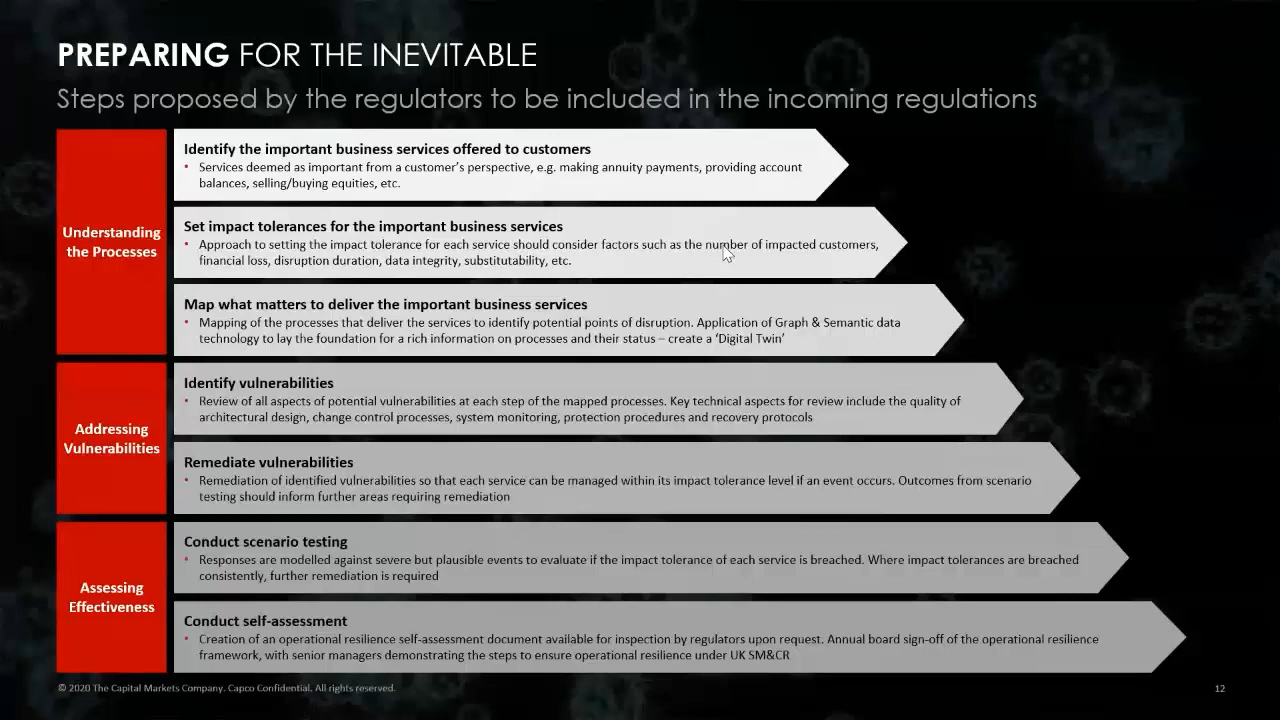 PREPARING FOR THE INEVITABLE
Steps proposed by the regulators to be included in the incoming regulations
Understanding
the Processes
Identify the important business services offered to customers
• Services deemed as important from a customer's perspective, e.g. making annuity payments, providing account
balances, selling/buying equities, etc.
Set impact tolerances for the important business services
• Approach to setting the impact tolerance for each service should consider factors such as the number of impacted customers,
financial loss, disruption duration, data integrity, substitutability, etc.
Map what matters to deliver the important business services
• Mapping of the processes that deliver the services to identify potential points of disruption. Application of Graph & Semantic data
technology to lay the foundation for a rich information on processes and their status – create a 'Digital Twin'
Addressing
Vulnerabilities
Identify vulnerabilities
• Review of all aspects of potential vulnerabilities at each step of the mapped processes. Key technical aspects for review include the quality of
architectural design, change control processes, system monitoring, protection procedures and recovery protocols
Remediate vulnerabilities
• Remediation of identified vulnerabilities so that each service can be managed within its impact tolerance level if an event occurs. Outcomes from scenario
testing should inform further areas requiring remediation
Assessing
Effectiveness
Conduct scenario testing
• Responses are modelled against severe but plausible events to evaluate if the impact tolerance of each service is breached. Where impact tolerances are breached
consistently, further remediation is required
Conduct self-assessment
• Creation of an operational resilience self-assessment document available for inspection by regulators upon request. Annual board sign-off of the operational resilience
framework, with senior managers demonstrating the steps to ensure operational resilience under UK SM&CR
© 2020 The Capital Markets Company. Capco Confidential. All rights reserved.
12